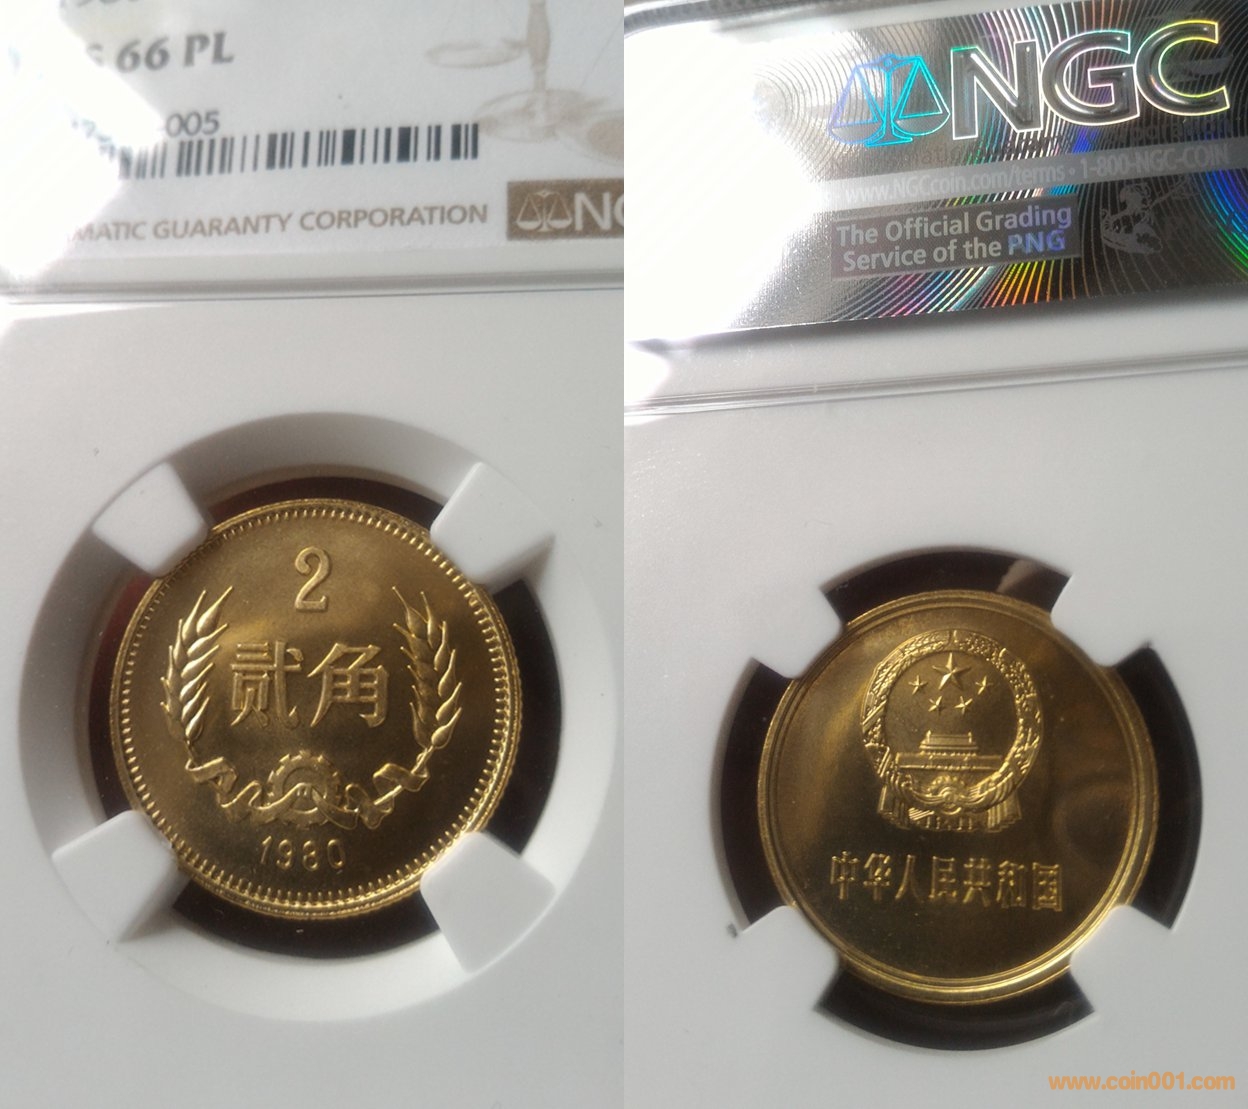 66 PL
005
MATIC GUARANTY CORPORATION
2
贰角
1980
NGC
www.NGCcoin.com/terms • 1-800-NGC-COIN
The Official Grading
Service of the PNG
中华人民共和国
www.coin001.com